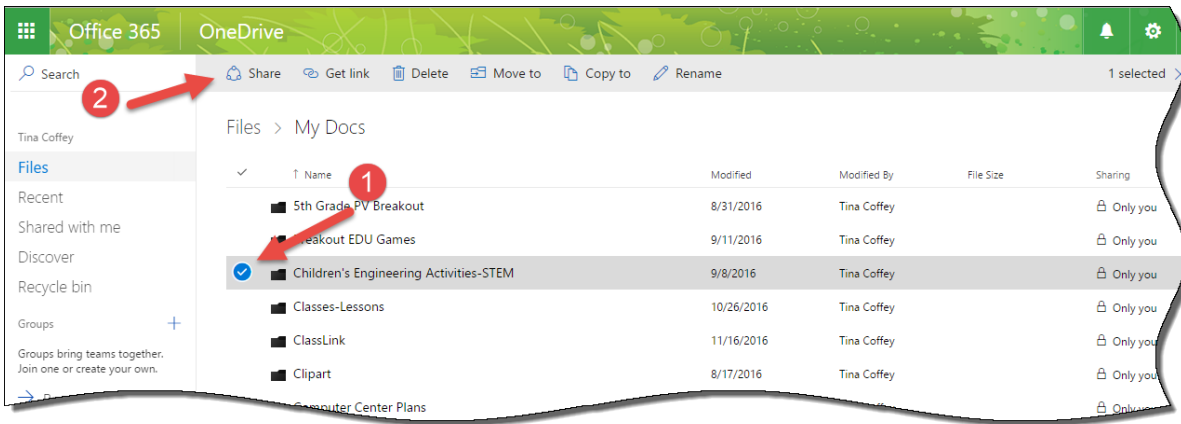 Office 365 OneDrive
Search Share Get link Delete Move to Copy to Rename 1 selected
2
Files > My Docs
Tina Coffey
Files
Recent
Shared with me
Discover
Recycle bin
Groups +
Groups bring teams together.
Join one or create your own.
Name Modified Modified By File Size Sharing
1
5th Grade PV Breakout 8/31/2016 Tina Coffey Only you
Breakout EDU Games 9/11/2016 Tina Coffey Only you
Children's Engineering Activities-STEM 9/8/2016 Tina Coffey Only you
Classes-Lessons 10/26/2016 Tina Coffey Only you
ClassLink 11/16/2016 Tina Coffey Only you
Clipart 8/17/2016 Tina Coffey Only you
Computer Center Plans Only you